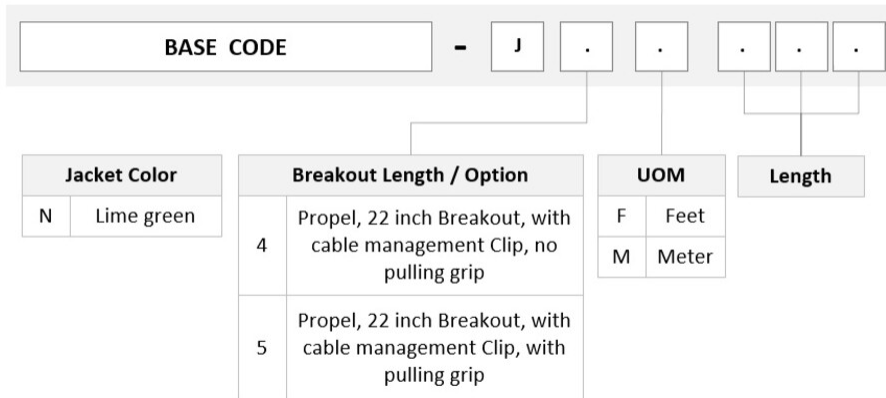 BASE CODE - J . . . . .
Jacket Color
N Lime green
Breakout Length / Option
4 Propel, 22 inch Breakout, with
cable management Clip, no
pulling grip
5 Propel, 22 inch Breakout, with
cable management Clip, with
pulling grip
UOM
F Feet
M Meter
Length